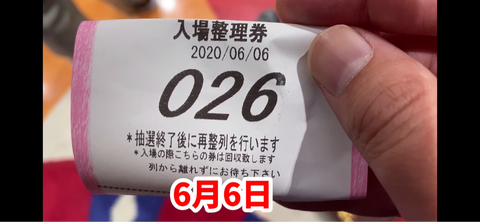 入場整理券
2020/06/06
026
*抽選終了後に再整列を行います
*入場の際こちらの券は回収致します
列から離れずにお待ち下さい
6月6日